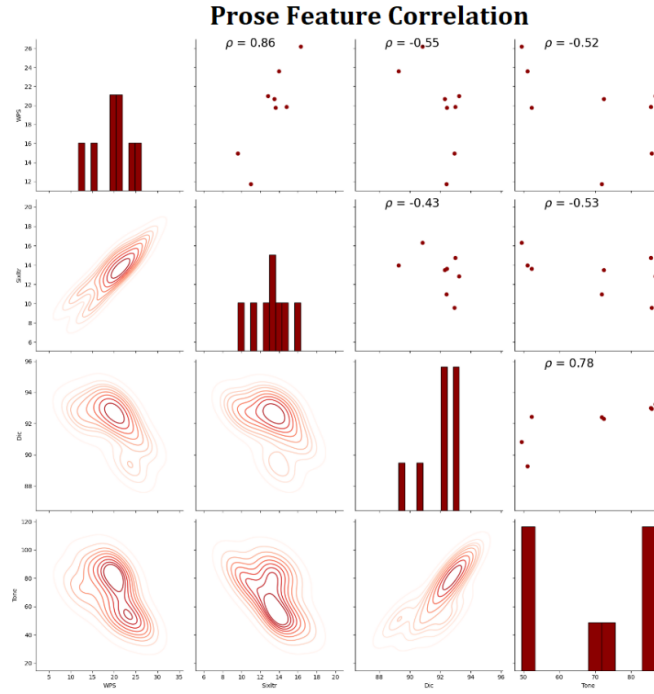 Prose Feature Correlation
26
24
22
20
18
16
14
12
WPS
ρ = 0.86
ρ = -0.55
ρ = -0.52
20
18
16
14
12
10
8
6
Sixltr
ρ = -0.43
ρ = -0.53
96
94
92
90
88
Dic
ρ = 0.78
120
100
80
60
40
20
Tone
5 10 15 20 25 30 35
WPS
6 8 10 12 14 16 18 20
Sixltr
88 90 92 94 96
Dic
50 60 70 80
Tone